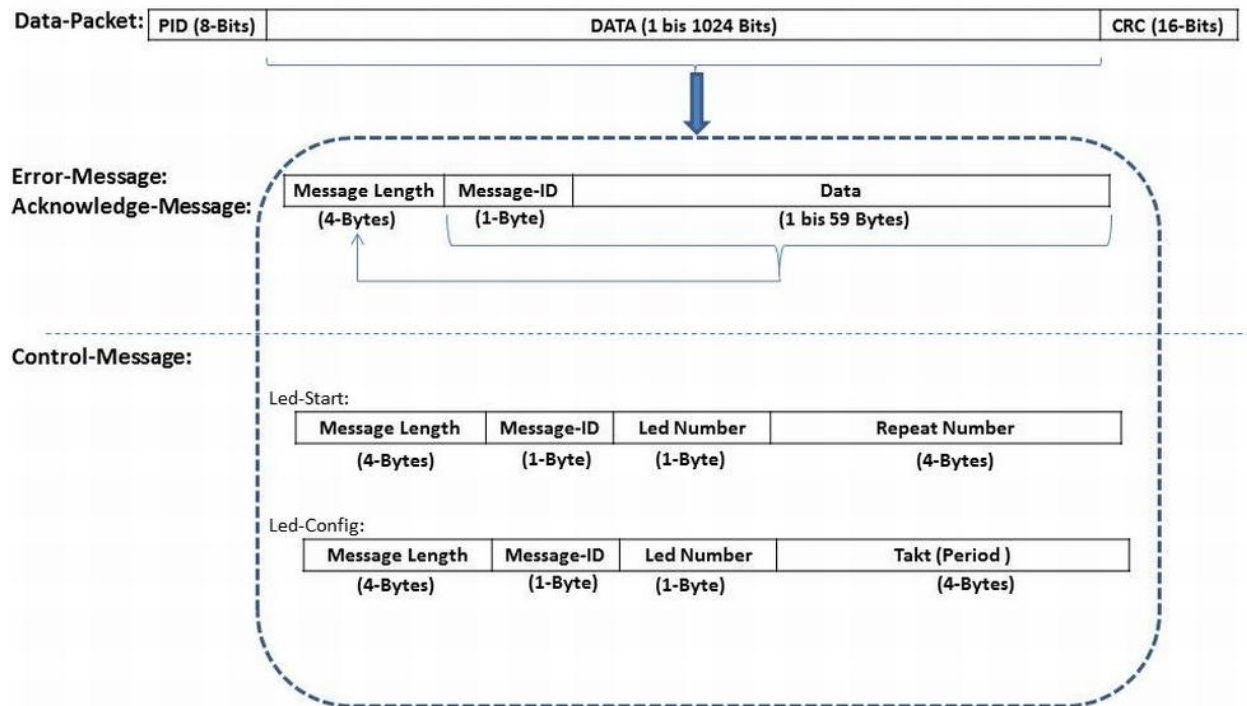 Data-Packet: PID (8-Bits) DATA (1 bis 1024 Bits) CRC (16-Bits)
Error-Message:
Acknowledge-Message:
Message Length Message-ID Data
(4-Bytes) (1-Byte) (1 bis 59 Bytes)
Control-Message:
Led-Start:
Message Length Message-ID Led Number Repeat Number
(4-Bytes) (1-Byte) (1-Byte) (4-Bytes)
Led-Config:
Message Length Message-ID Led Number Takt (Period )
(4-Bytes) (1-Byte) (1-Byte) (4-Bytes)